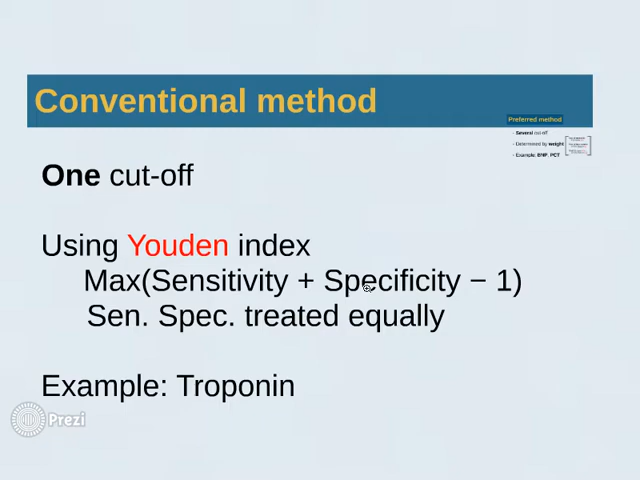 Conventional method
Preferred method
- Several cut-off
- Determined by weight
- Example: BNP, PCT
One cut-off
Using Youden index
Max(Sensitivity + Specificity − 1)
Sen. Spec. treated equally
Example: Troponin
Prezi